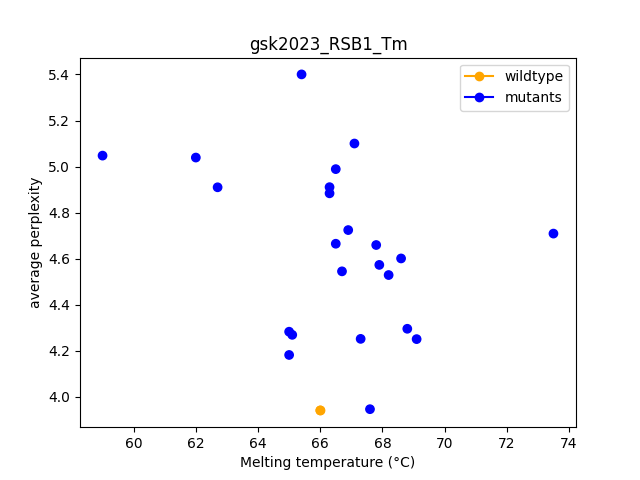 gsk2023_RSB1_Tm
wildtype
mutants
5.4
5.2
5.0
4.8
4.6
4.4
4.2
4.0
average perplexity
60 62 64 66 68 70 72 74
Melting temperature (°C)